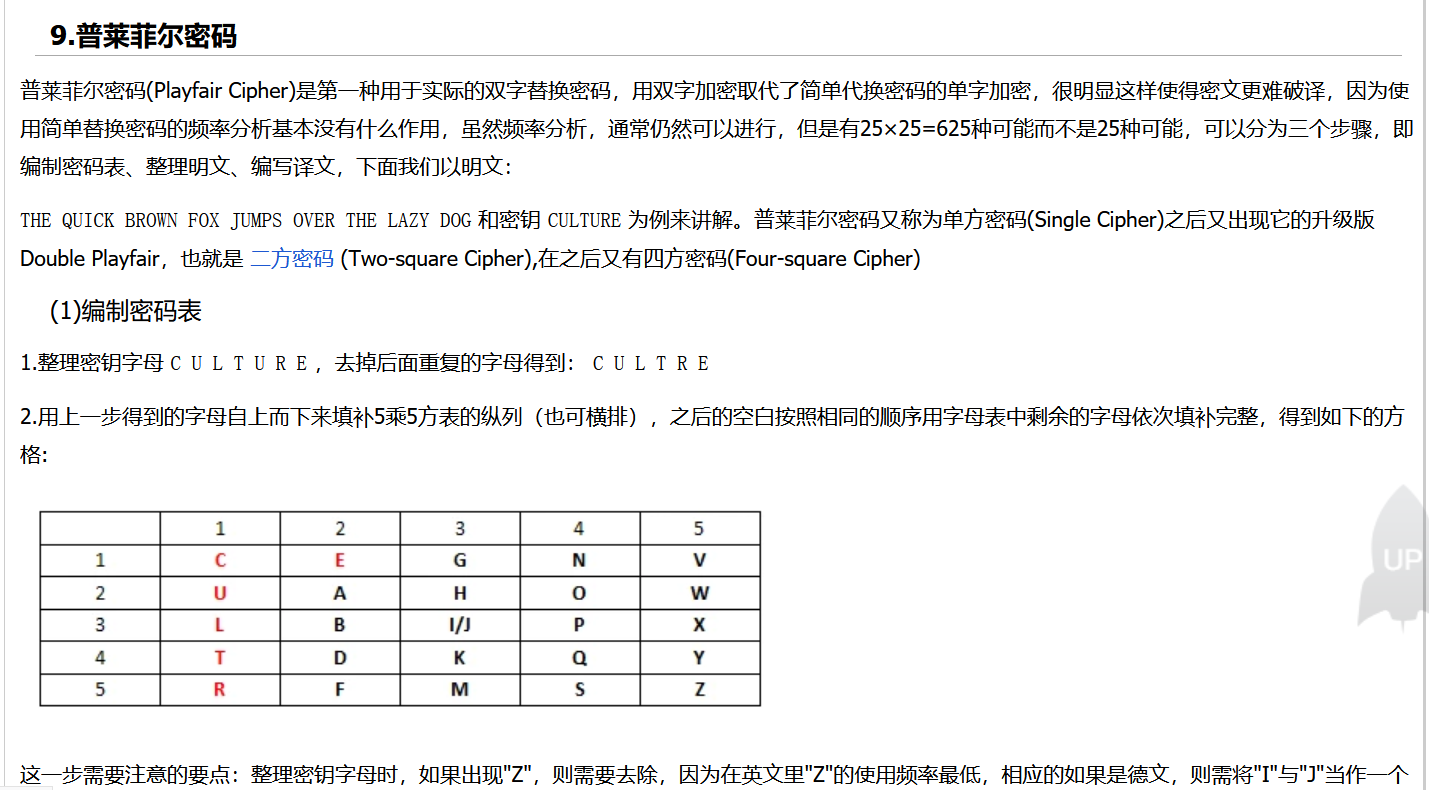 9.普莱菲尔密码
普莱菲尔密码(Playfair Cipher)是第一种用于实际的双字替换密码，用双字加密取代了简单代换密码的单字加密，很明显这样使得密文更难破译，因为使
用简单替换密码的频率分析基本没有什么作用，虽然频率分析，通常仍然可以进行，但是有25×25=625种可能而不是25种可能，可以分为三个步骤，即
编制密码表、整理明文、编写译文，下面我们以明文：
THE QUICK BROWN FOX JUMPS OVER THE LAZY DOG 和密钥 CULTURE 为例来讲解。普莱菲尔密码又称为单方密码(Single Cipher)之后又出现它的升级版
Double Playfair，也就是 二方密码 (Two-square Cipher),在之后又有四方密码(Four-square Cipher)
(1)编制密码表
1.整理密钥字母 C U L T U R E ，去掉后面重复的字母得到： C U L T R E
2.用上一步得到的字母自上而下来填补5乘5方表的纵列（也可横排），之后的空白按照相同的顺序用字母表中剩余的字母依次填补完整，得到如下的方
格:
1 2 3 4 5
1 C E G N V
2 U A H O W
3 L B I/J P X
4 T D K Q Y
5 R F M S Z
UP
这一步需要注意的要点：整理密钥字母时，如果出现"Z"，则需要去除，因为在英文里"Z"的使用频率最低，相应的如果是德文，则需将"I"与"J"当作一个